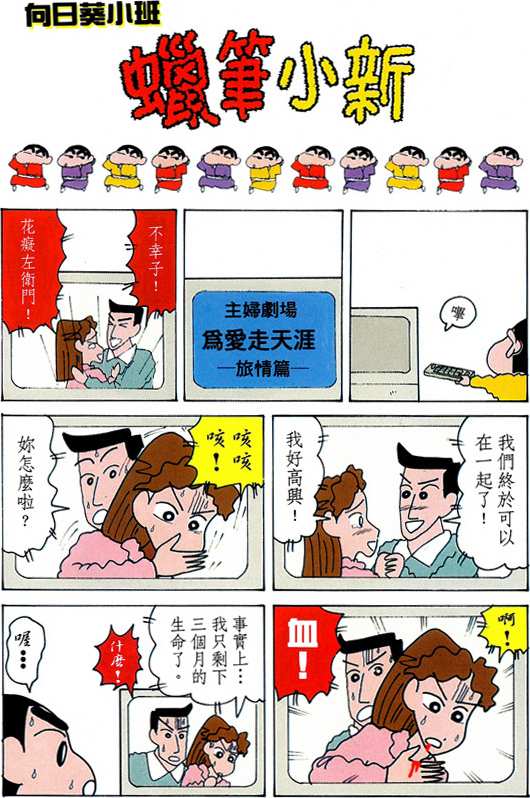 向日葵小班
蠟筆小新
嗶
主婦劇場
為愛走天涯
─旅情篇─
不幸子！
花癡左衛門！
我們終於可以
在一起了！
我好高興！
咳咳
咳！
妳怎麼啦？
啊！
血！
事實上…
我只剩下
三個月的
生命了。
什麼！
喔…